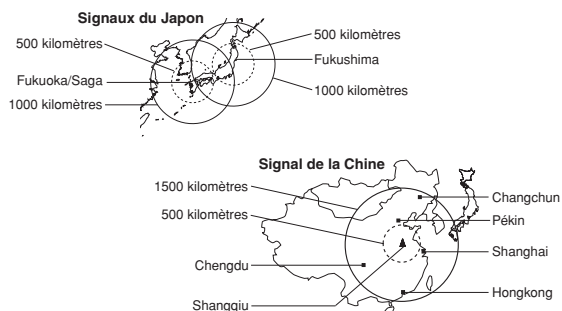 Signaux du Japon
500 kilomètres
500 kilomètres
Fukushima
Fukuoka/Saga
1000 kilomètres
1000 kilomètres
Signal de la Chine
1500 kilomètres
500 kilomètres
Changchun
Pékin
Shanghai
Chengdu
Hongkong
Shangqiu